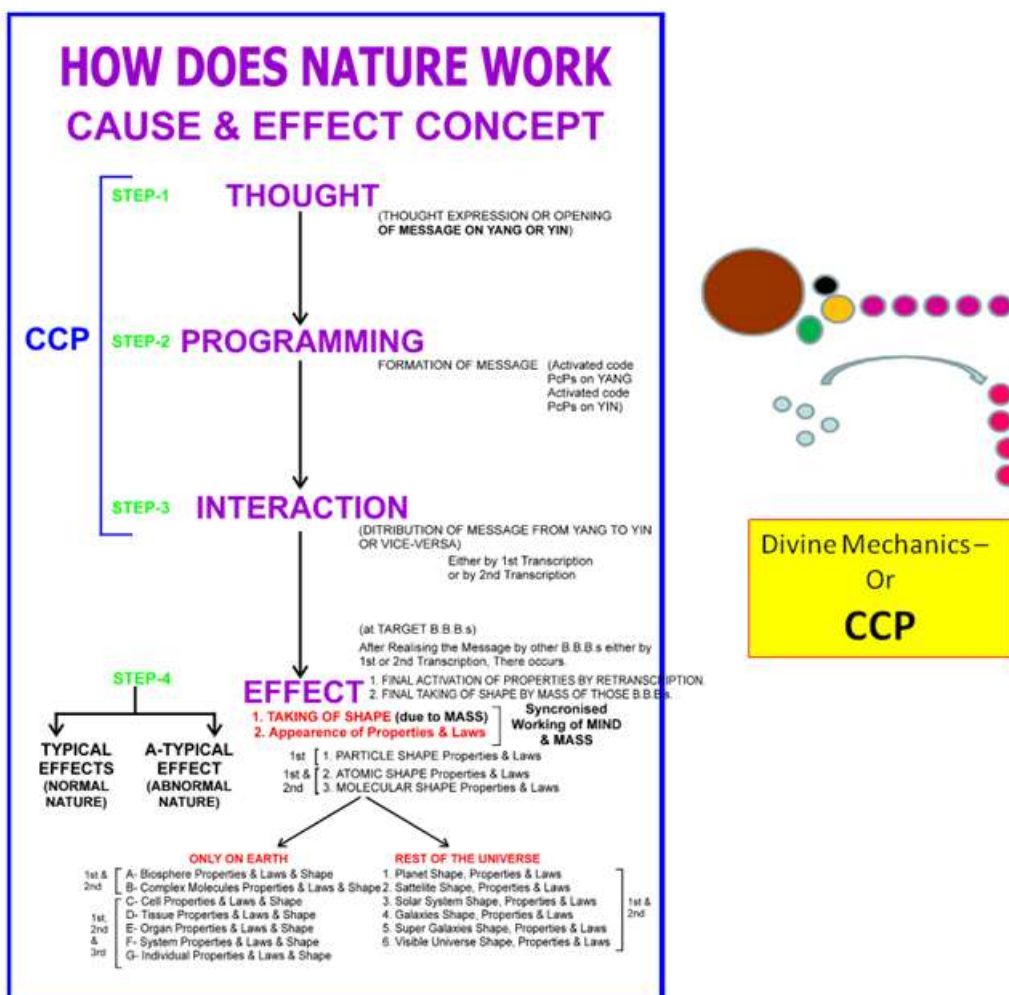 HOW DOES NATURE WORK
CAUSE & EFFECT CONCEPT
CCP
STEP-1
THOUGHT
(THOUGHT EXPRESSION OR OPENING
OF MESSAGE ON YANG OR YIN)
STEP-2
PROGRAMMING
FORMATION OF MESSAGE (Activated code
PcPs on YANG
Activated code
PcPs on YIN)
STEP-3
INTERACTION
(DITRIBUTION OF MESSAGE FROM YANG TO YIN
OR VICE-VERSA)
Either by 1st Transcription
or by 2nd Transcription
(at TARGET B.B.B.s)
After Realising the Message by other B.B.B.s either by
1st or 2nd Transcription, There occurs
STEP-4
EFFECT
1. FINAL ACTIVATION OF PROPERTIES BY RETRANSCRIPTION.
2. FINAL TAKING OF SHAPE BY MASS OF THOSE B.B.B.s.
1. TAKING OF SHAPE (due to MASS)
2. Appearence of Properties & Laws
Syncronised
Working of MIND
& MASS
TYPICAL
EFFECTS
(NORMAL
NATURE)
A-TYPICAL
EFFECT
(ABNORMAL
NATURE)
1st
1. PARTICLE SHAPE Properties & Laws
1st &
2nd
2. ATOMIC SHAPE Properties & Laws
3. MOLECULAR SHAPE Properties & Laws
ONLY ON EARTH
1st &
2nd
A- Biosphere Properties & Laws & Shape
B- Complex Molecules Properties & Laws & Shape
1st,
2nd
&
3rd
C- Cell Properties & Laws & Shape
D- Tissue Properties & Laws & Shape
E- Organ Properties & Laws & Shape
F- System Properties & Laws & Shape
G- Individual Properties & Laws & Shape
REST OF THE UNIVERSE
1. Planet Shape, Properties & Laws
2. Sattelite Shape, Properties & Laws
3. Solar System Shape, Properties & Laws
4. Galaxies Shape, Properties & Laws
5. Super Galaxies Shape, Properties & Laws
6. Visible Universe Shape, Properties & Laws
1st &
2nd
Divine Mechanics –
Or
CCP